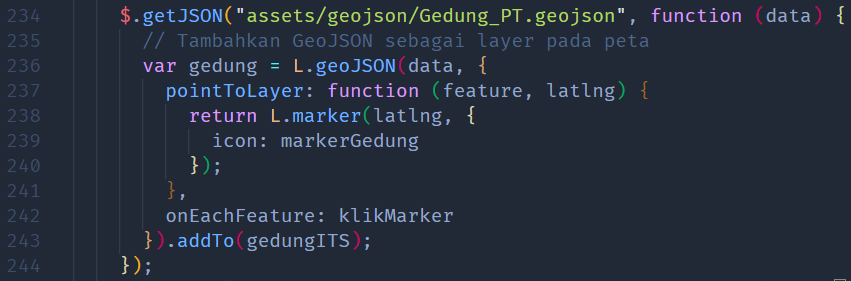 234 $.getJSON("assets/geojson/Gedung_PT.geojson", function (data) {
235 // Tambahkan GeoJSON sebagai layer pada peta
236 var gedung = L.geoJSON(data, {
237 pointToLayer: function (feature, latlng) {
238 return L.marker(latlng, {
239 icon: markerGedung
240 });
241 },
242 onEachFeature: klikMarker
243 }).addTo(gedungITS);
244 });